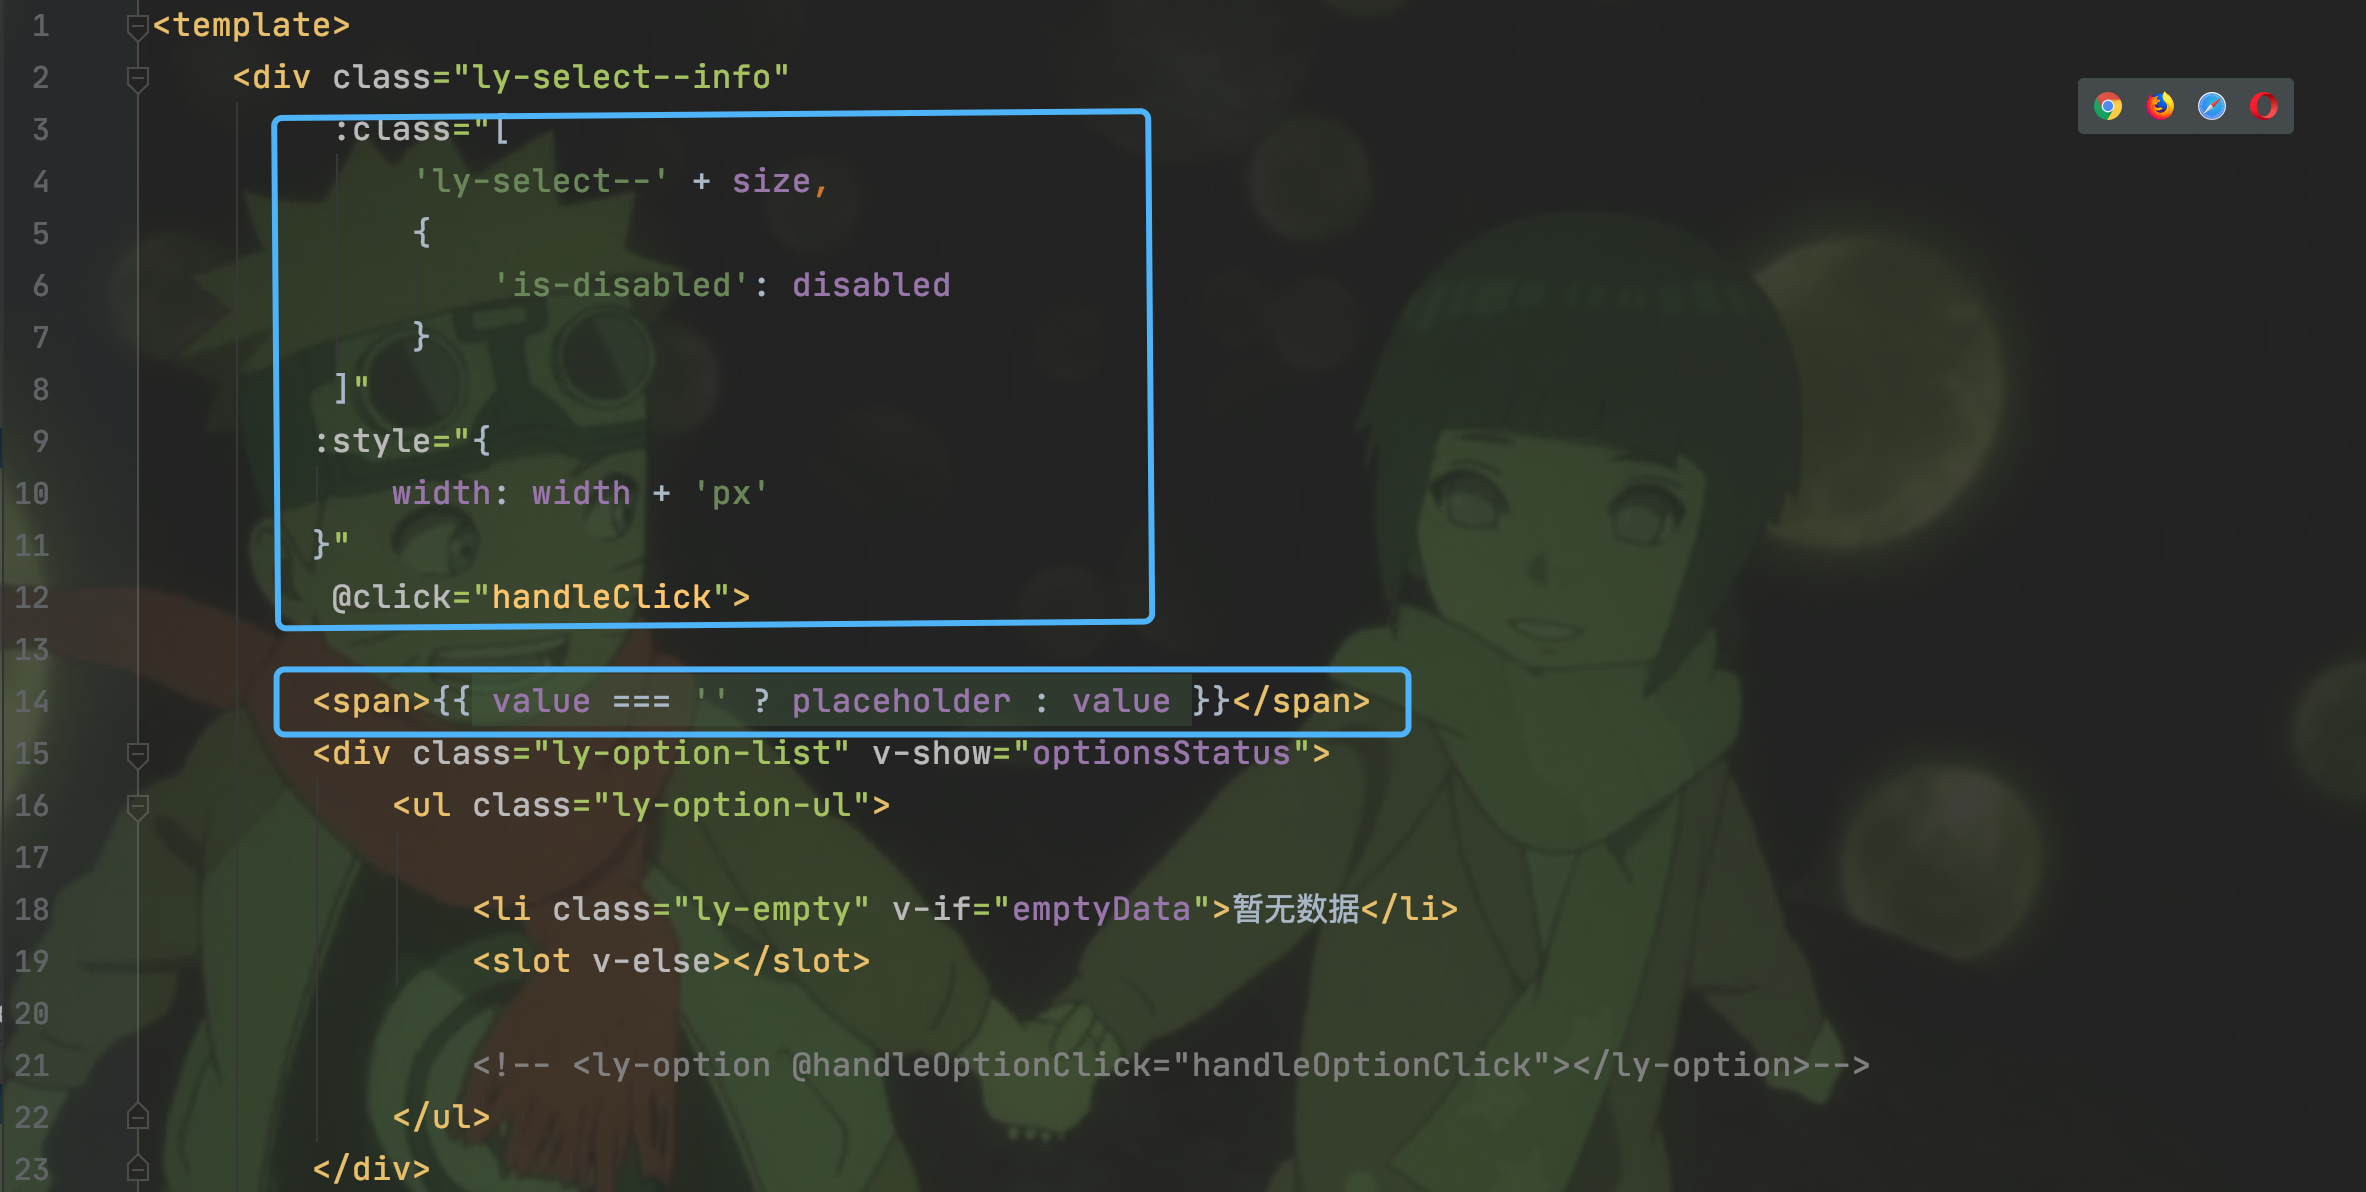 1 <template>
2 <div class="ly-select--info"
3 :class="[
4 'ly-select--' + size,
5 {
6 'is-disabled': disabled
7 }
8 ]"
9 :style="{
10 width: width + 'px'
11 }"
12 @click="handleClick">
13
14 <span>{{ value === '' ? placeholder : value }}</span>
15 <div class="ly-option-list" v-show="optionsStatus">
16 <ul class="ly-option-ul">
17
18 <li class="ly-empty" v-if="emptyData">暂无数据</li>
19 <slot v-else></slot>
20
21 <!-- <ly-option @handleOptionClick="handleOptionClick"></ly-option>-->
22 </ul>
23 </div>